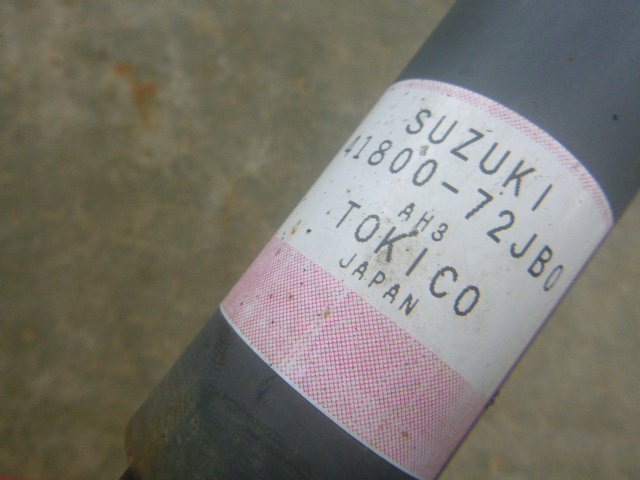 SUZUKI
41800-72JB0
AH3
TOKICO
JAPAN